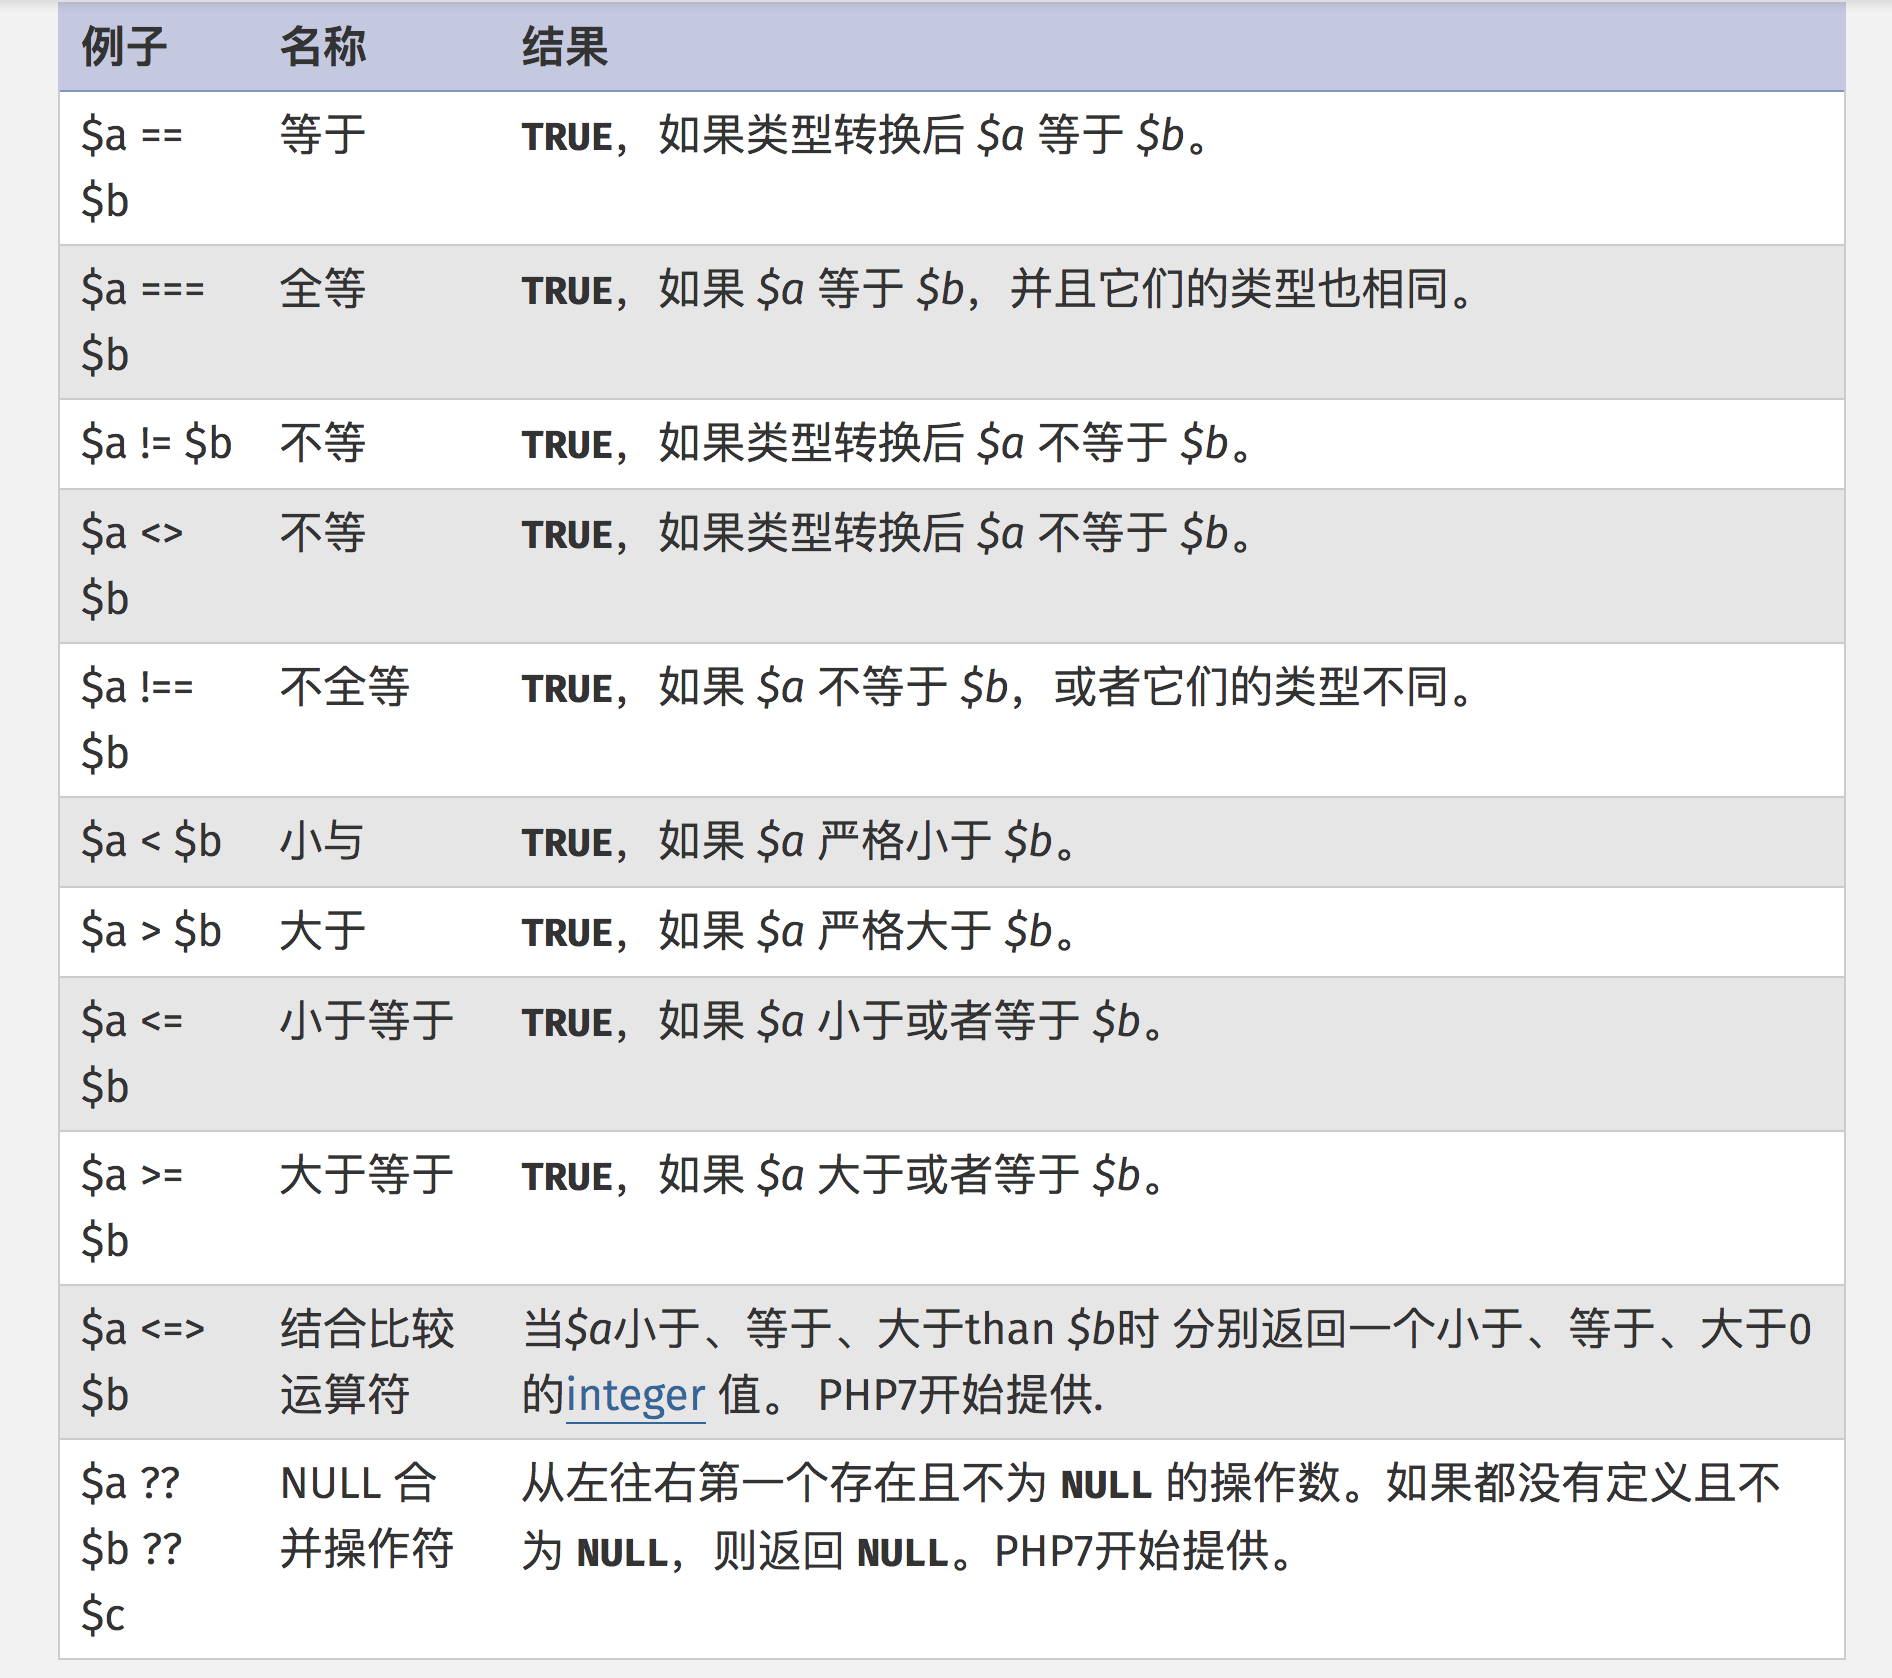 例子 名称 结果
$a == 等于 TRUE，如果类型转换后 $a 等于 $b。
$b
$a === 全等 TRUE，如果 $a 等于 $b，并且它们的类型也相同。
$b
$a != $b 不等 TRUE，如果类型转换后 $a 不等于 $b。
$a <> 不等 TRUE，如果类型转换后 $a 不等于 $b。
$b
$a !== 不全等 TRUE，如果 $a 不等于 $b，或者它们的类型不同。
$b
$a < $b 小与 TRUE，如果 $a 严格小于 $b。
$a > $b 大于 TRUE，如果 $a 严格大于 $b。
$a <= 小于等于 TRUE，如果 $a 小于或者等于 $b。
$b
$a >= 大于等于 TRUE，如果 $a 大于或者等于 $b。
$b
$a <=> 结合比较 当$a小于、等于、大于than $b时 分别返回一个小于、等于、大于0
$b 运算符 的integer 值。 PHP7开始提供.
$a ?? NULL 合 从左往右第一个存在且不为 NULL 的操作数。如果都没有定义且不
$b ?? 并操作符 为 NULL，则返回 NULL。PHP7开始提供。
$c